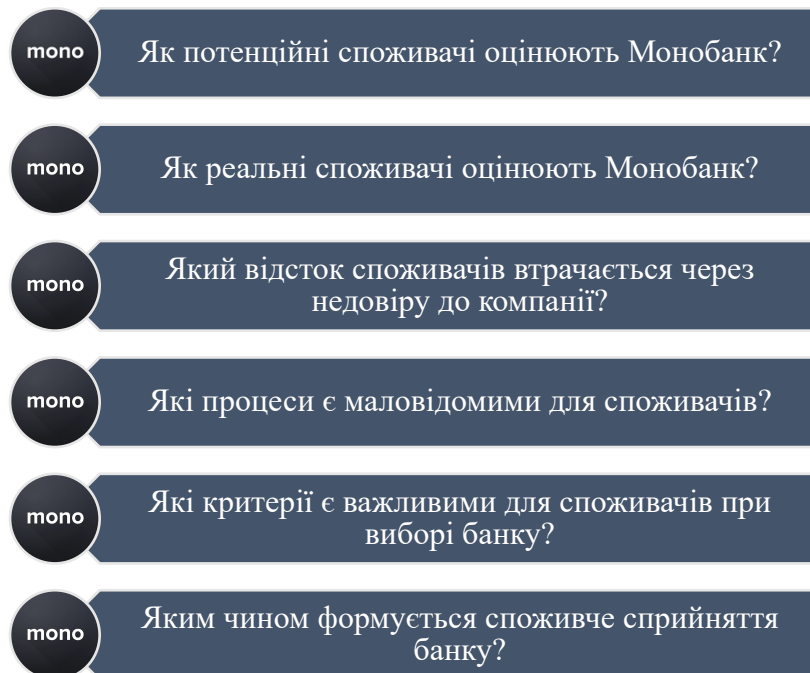 mono
Як потенційні споживачі оцінюють Монобанк?
mono
Як реальні споживачі оцінюють Монобанк?
mono
Який відсток споживачів втрачається через
недовіру до компанії?
mono
Які процеси є маловідомими для споживачів?
mono
Які критерії є важливими для споживачів при
виборі банку?
mono
Яким чином формується споживче сприйняття
банку?